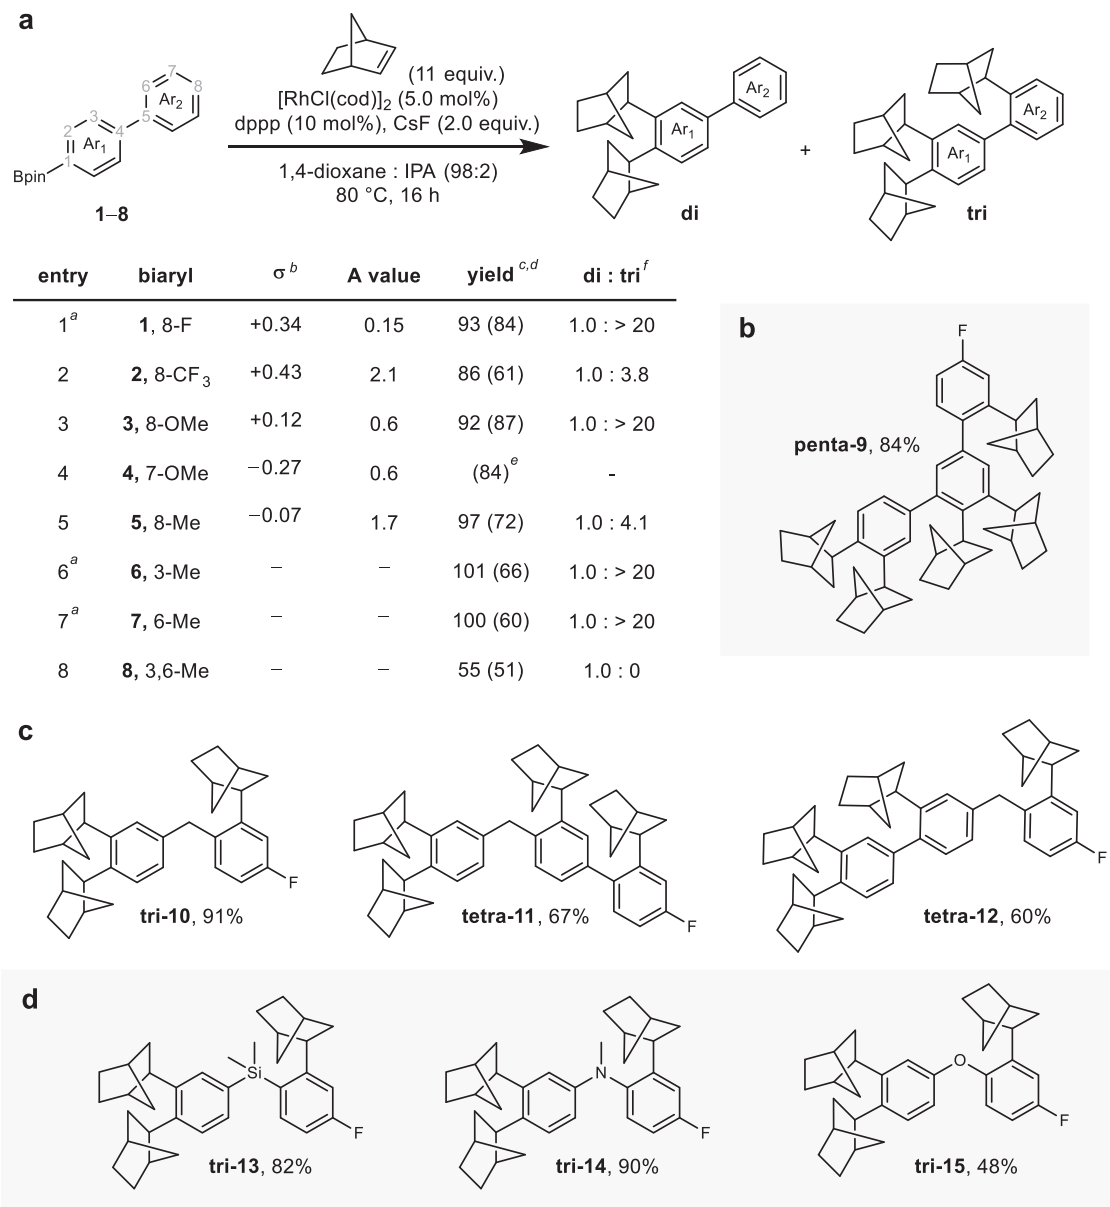 a
(11 equiv.)
[RhCl(cod)]2 (5.0 mol%)
dppp (10 mol%), CsF (2.0 equiv.)
1,4-dioxane : IPA (98:2)
80 °C, 16 h
Bpin
1
2
3
4
5
6
7
8
Ar1
Ar2
1–8
Ar1
Ar2
di
+
Ar1
Ar2
tri
entry biaryl σ b A value yield c,d di : tri f
1a 1, 8-F +0.34 0.15 93 (84) 1.0 : > 20
2 2, 8-CF3 +0.43 2.1 86 (61) 1.0 : 3.8
3 3, 8-OMe +0.12 0.6 92 (87) 1.0 : > 20
4 4, 7-OMe −0.27 0.6 (84)e -
5 5, 8-Me −0.07 1.7 97 (72) 1.0 : 4.1
6a 6, 3-Me – – 101 (66) 1.0 : > 20
7a 7, 6-Me – – 100 (60) 1.0 : > 20
8 8, 3,6-Me – – 55 (51) 1.0 : 0
b
F
penta-9, 84%
c
F
tri-10, 91%
F
tetra-11, 67%
F
tetra-12, 60%
d
Si
F
tri-13, 82%
N
F
tri-14, 90%
O
F
tri-15, 48%